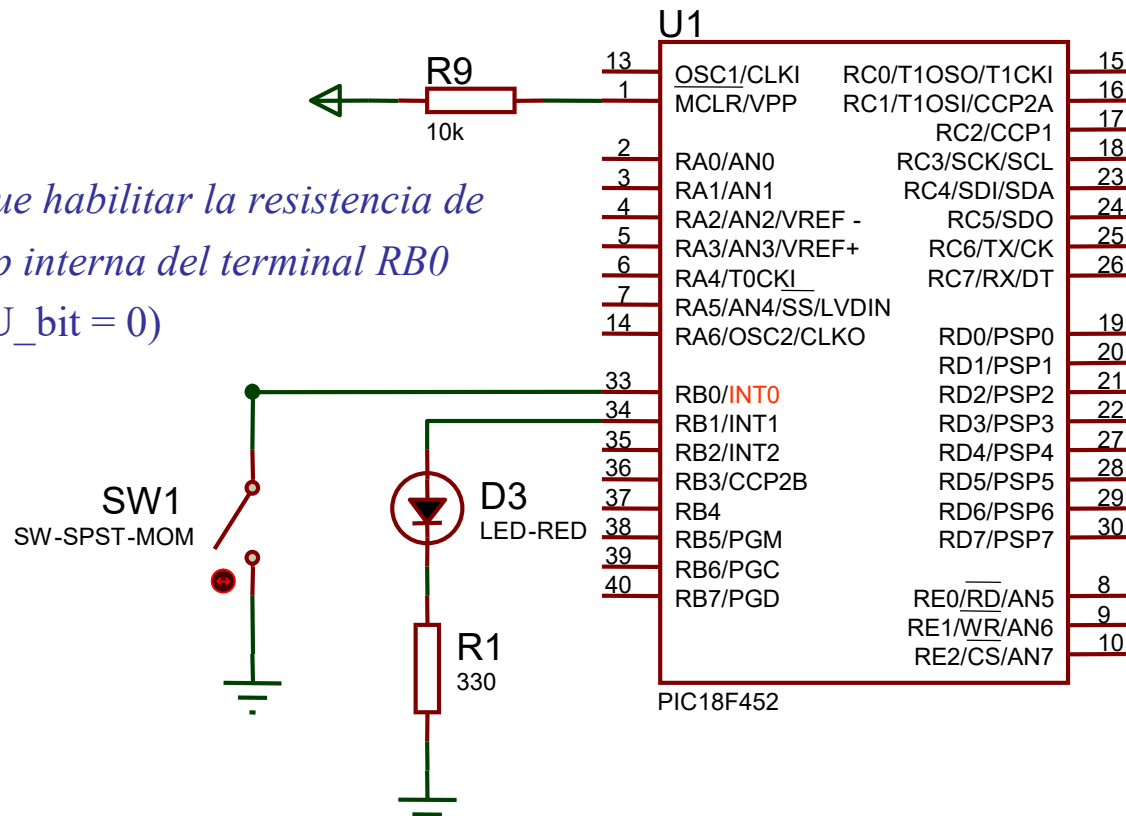 U1
R9
10k
13 OSC1/CLKI
1 MCLR/VPP
2 RA0/AN0
3 RA1/AN1
4 RA2/AN2/VREF -
5 RA3/AN3/VREF+
6 RA4/T0CKI
7 RA5/AN4/SS/LVDIN
14 RA6/OSC2/CLKO
33 RB0/INT0
34 RB1/INT1
35 RB2/INT2
36 RB3/CCP2B
37 RB4
38 RB5/PGM
39 RB6/PGC
40 RB7/PGD
RC0/T1OSO/T1CKI 15
RC1/T1OSI/CCP2A 16
RC2/CCP1 17
RC3/SCK/SCL 18
RC4/SDI/SDA 23
RC5/SDO 24
RC6/TX/CK 25
RC7/RX/DT 26
RD0/PSP0 19
RD1/PSP1 20
RD2/PSP2 21
RD3/PSP3 22
RD4/PSP4 27
RD5/PSP5 28
RD6/PSP6 29
RD7/PSP7 30
RE0/RD/AN5 8
RE1/WR/AN6 9
RE2/CS/AN7 10
PIC18F452
habilitar la resistencia de
interna del terminal RB0
_bit = 0)
SW1
SW-SPST-MOM
D3
LED-RED
R1
330